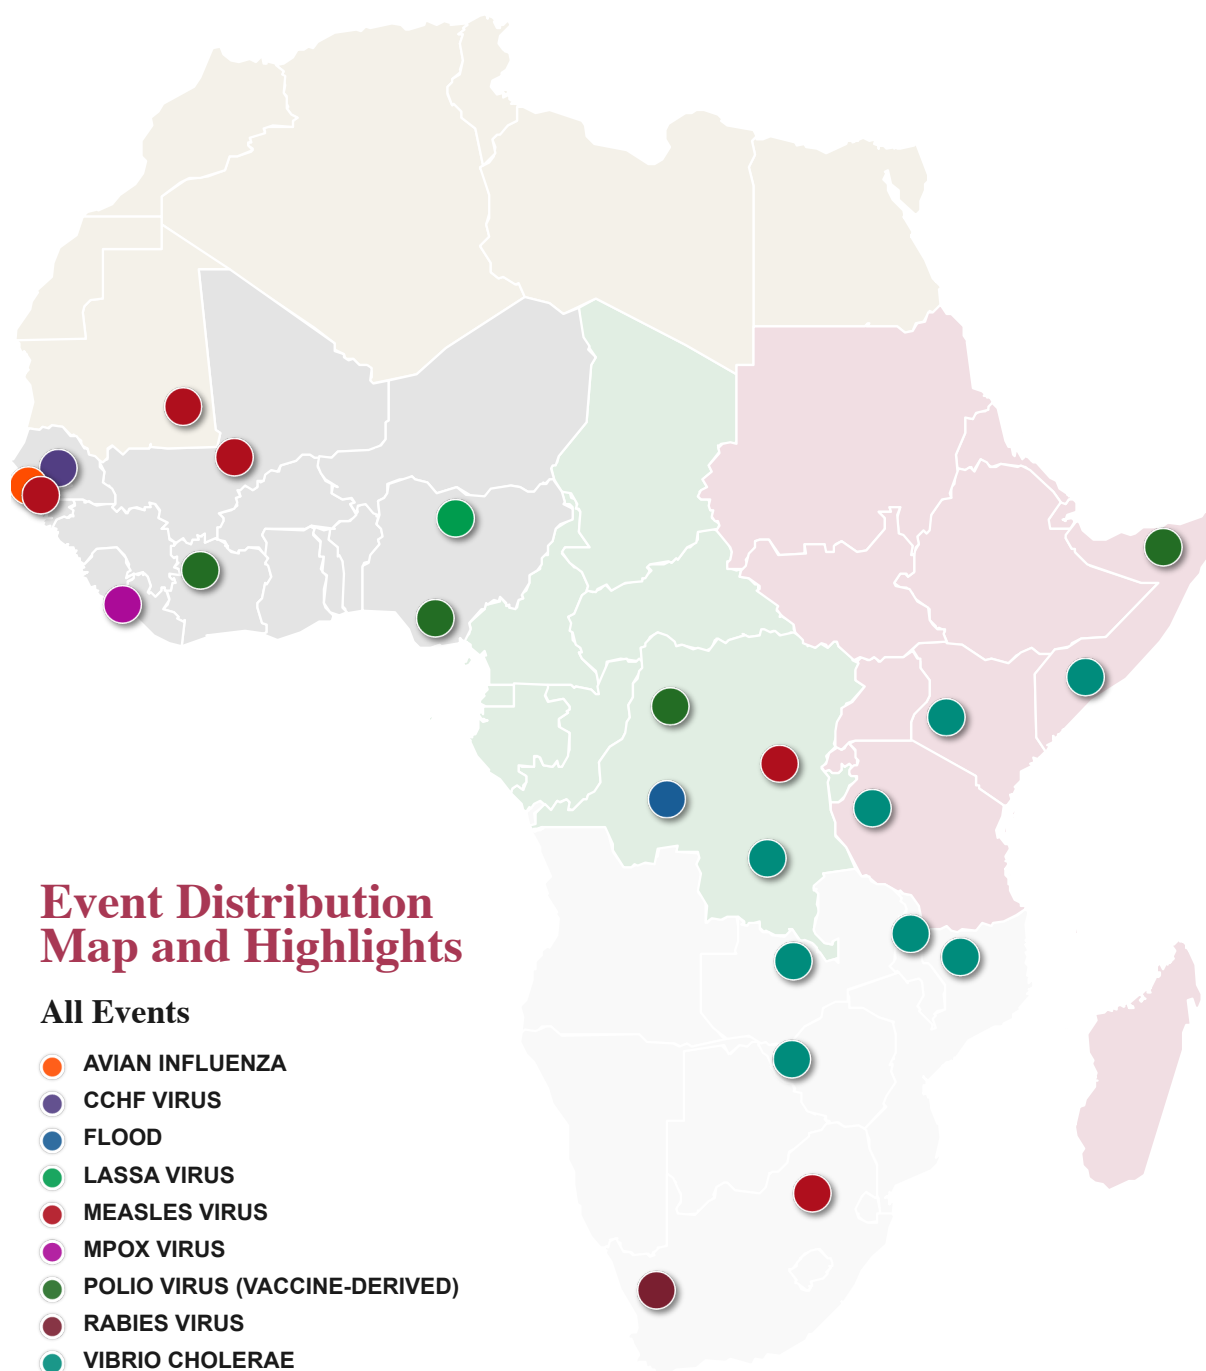 Event Distribution
Map and Highlights
All Events
AVIAN INFLUENZA
CCHF VIRUS
FLOOD
LASSA VIRUS
MEASLES VIRUS
MPOX VIRUS
POLIO VIRUS (VACCINE-DERIVED)
RABIES VIRUS
VIBRIO CHOLERAE